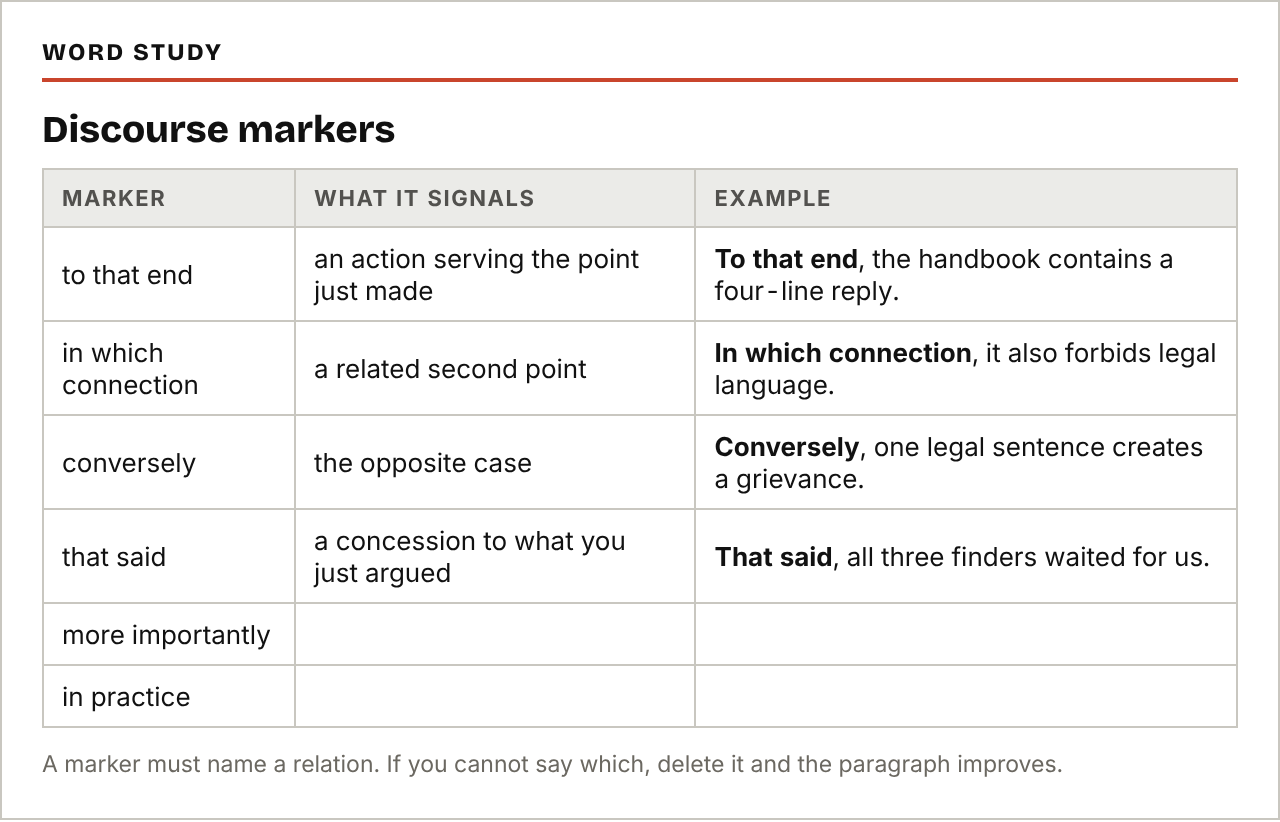 WORD STUDY
Discourse markers
MARKER
WHAT IT SIGNALS
EXAMPLE
to that end
an action serving the point
just made
To that end, the handbook contains a
four-line reply.
in which
connection
a related second point
In which connection, it also forbids legal
language.
conversely
the opposite case
Conversely, one legal sentence creates
a grievance.
that said
a concession to what you
just argued
That said, all three finders waited for us.
more importantly
in practice
A marker must name a relation. If you cannot say which, delete it and the paragraph improves.